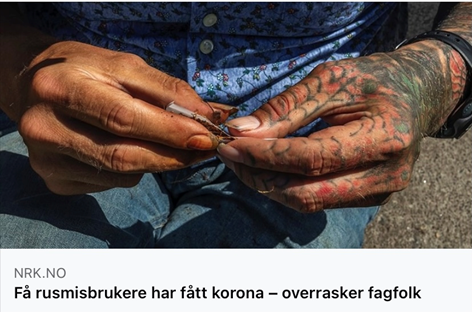 NRK.NO
Få rusmisbrukere har fått korona – overrasker fagfolk